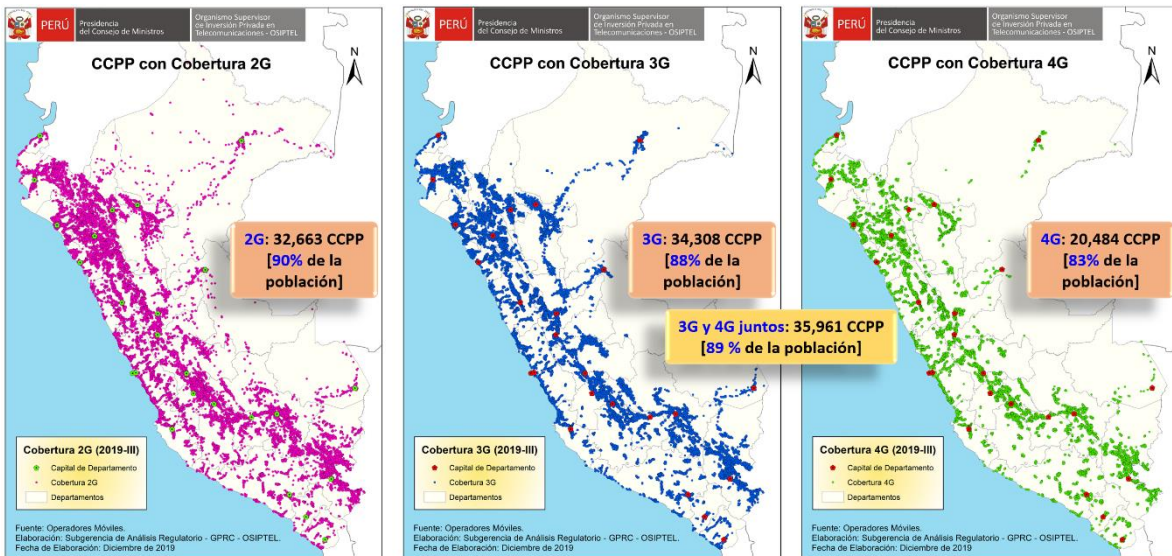 PERÚ
Presidencia
del Consejo de Ministros
Organismo Supervisor
de Inversión Privada en
Telecomunicaciones - OSIPTEL
CCPP con Cobertura 2G
N
2G: 32,663 CCPP
[90% de la
población]
Cobertura 2G (2019-III)
Capital de Departamento
Cobertura 2G
Departamentos
Fuente: Operadores Móviles.
Elaboración: Subgerencia de Análisis Regulatorio - GPRC - OSIPTEL.
Fecha de Elaboración: Diciembre de 2019
PERÚ
Presidencia
del Consejo de Ministros
Organismo Supervisor
de Inversión Privada en
Telecomunicaciones - OSIPTEL
CCPP con Cobertura 3G
N
3G: 34,308 CCPP
[88% de la
población]
3G y 4G juntos: 35,961 CCPP
[89 % de la población]
Cobertura 3G (2019-III)
Capital de Departamento
Cobertura 3G
Departamentos
Fuente: Operadores Móviles.
Elaboración: Subgerencia de Análisis Regulatorio - GPRC - OSIPTEL.
Fecha de Elaboración: Diciembre de 2019
PERÚ
Presidencia
del Consejo de Ministros
Organismo Supervisor
de Inversión Privada en
Telecomunicaciones - OSIPTEL
CCPP con Cobertura 4G
N
4G: 20,484 CCPP
[83% de la
población]
Cobertura 4G (2019-III)
Capital de Departamento
Cobertura 4G
Departamentos
Fuente: Operadores Móviles.
Elaboración: Subgerencia de Análisis Regulatorio - GPRC - OSIPTEL.
Fecha de Elaboración: Diciembre de 2019